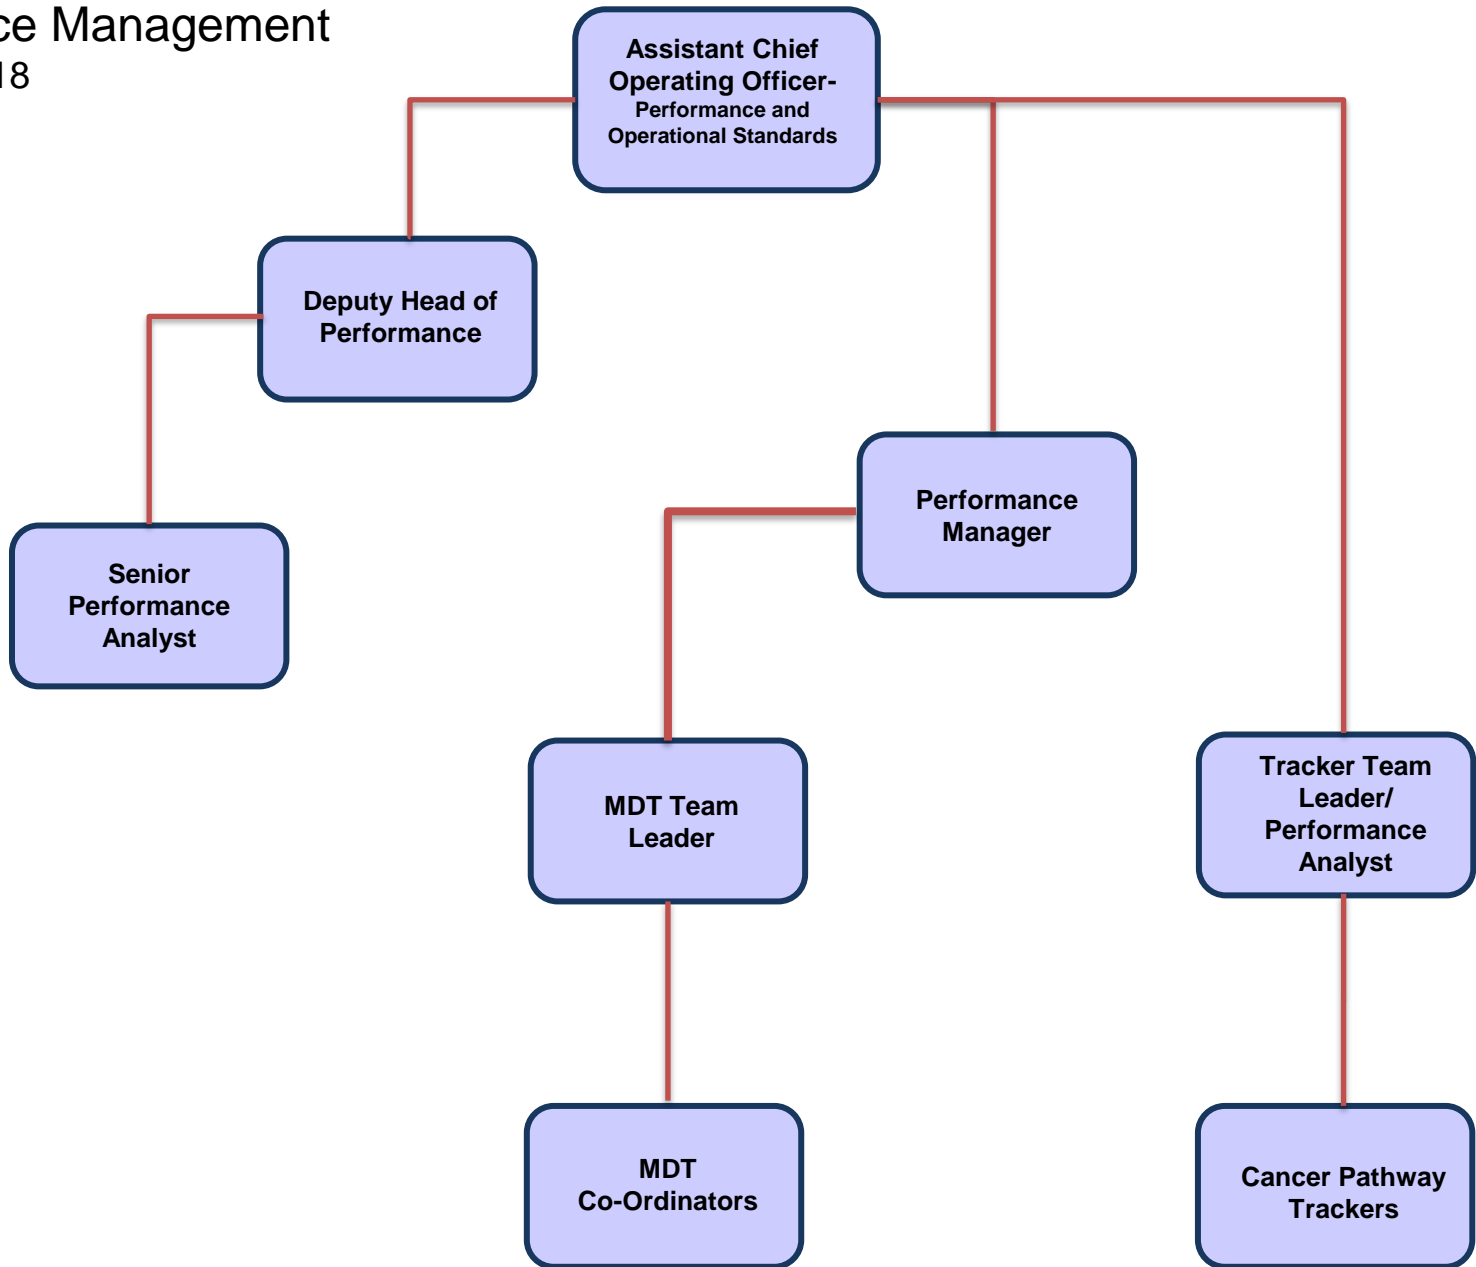 ce Management
18
Assistant Chief
Operating Officer-
Performance and
Operational Standards
Deputy Head of
Performance
Performance
Manager
Senior
Performance
Analyst
MDT Team
Leader
Tracker Team
Leader/
Performance
Analyst
MDT
Co-Ordinators
Cancer Pathway
Trackers